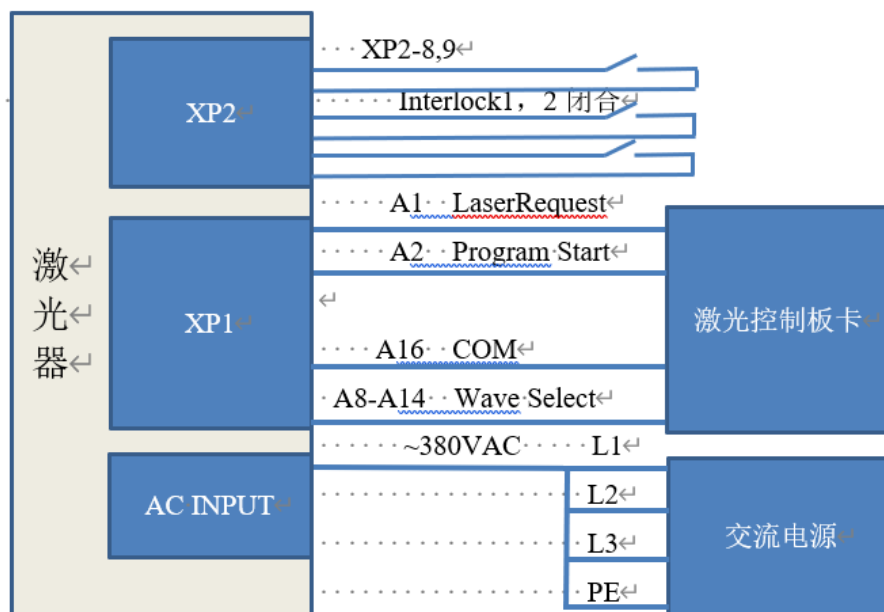 XP2-8,9
XP2
Interlock1，2 闭合
A1 LaserRequest
A2 Program Start
激
光
器
XP1
激光控制板卡
A16 COM
A8-A14 Wave Select
~380VAC L1
AC INPUT
L2
L3
交流电源
PE